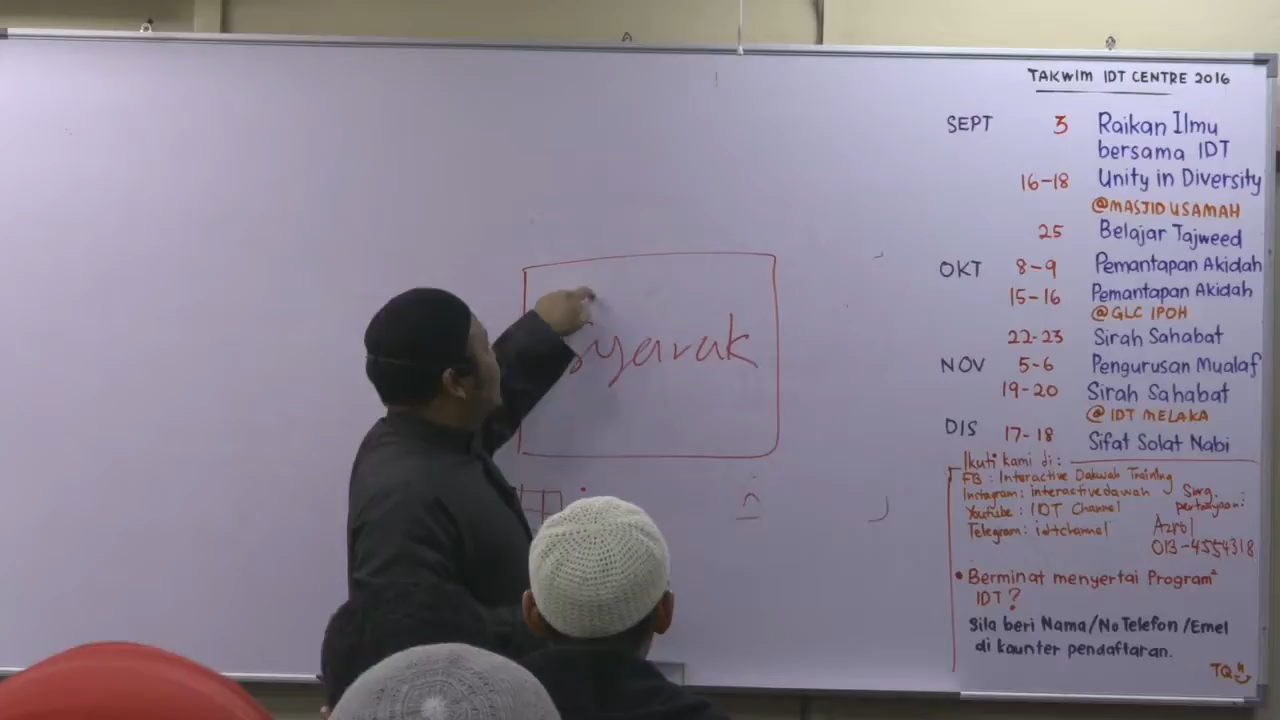 syarak
TAKWIM IDT CENTRE 2016
SEPT 3 Raikan Ilmu
bersama IDT
16-18 Unity in Diversity
@MASJID USAMAH
25 Belajar Tajweed
OKT 8-9 Pemantapan Akidah
15-16 Pemantapan Akidah
@GLC IPOH
22-23 Sirah Sahabat
NOV 5-6 Pengurusan Mualaf
19-20 Sirah Sahabat
@IDT MELAKA
DIS 17-18 Sifat Solat Nabi
Ikuti kami di:
FB: Interactive Dakwah Training
Instagram: interactivedawah
Youtube: IDT Channel
Telegram: idtchannel
Sbrg. pertanyaan:
Azrol
013-4554318
• Berminat menyertai Program²
IDT?
Sila beri Nama/No Telefon/Emel
di kaunter pendaftaran.
TQ